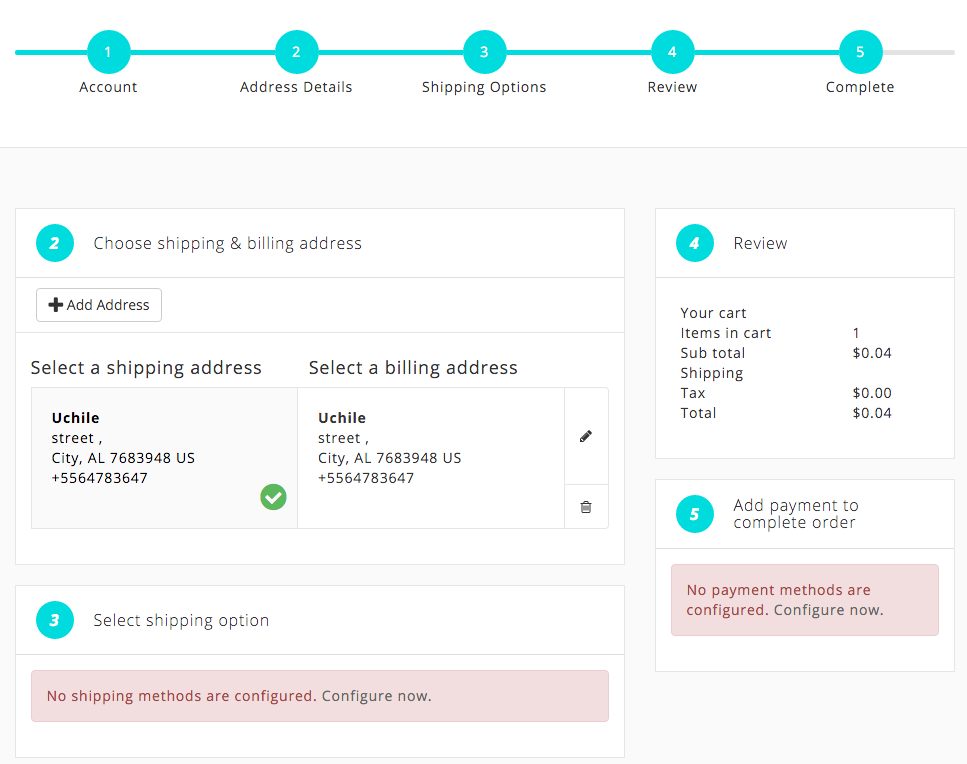 1
2
3
4
5
Account
Address Details
Shipping Options
Review
Complete
2
Choose shipping & billing address
Add Address
Select a shipping address
Select a billing address
Uchile
street ,
City, AL 7683948 US
+5564783647
Uchile
street ,
City, AL 7683948 US
+5564783647
3
Select shipping option
No shipping methods are configured. Configure now.
4
Review
Your cart
Items in cart 1
Sub total $0.04
Shipping
Tax $0.00
Total $0.04
5
Add payment to
complete order
No payment methods are
configured. Configure now.